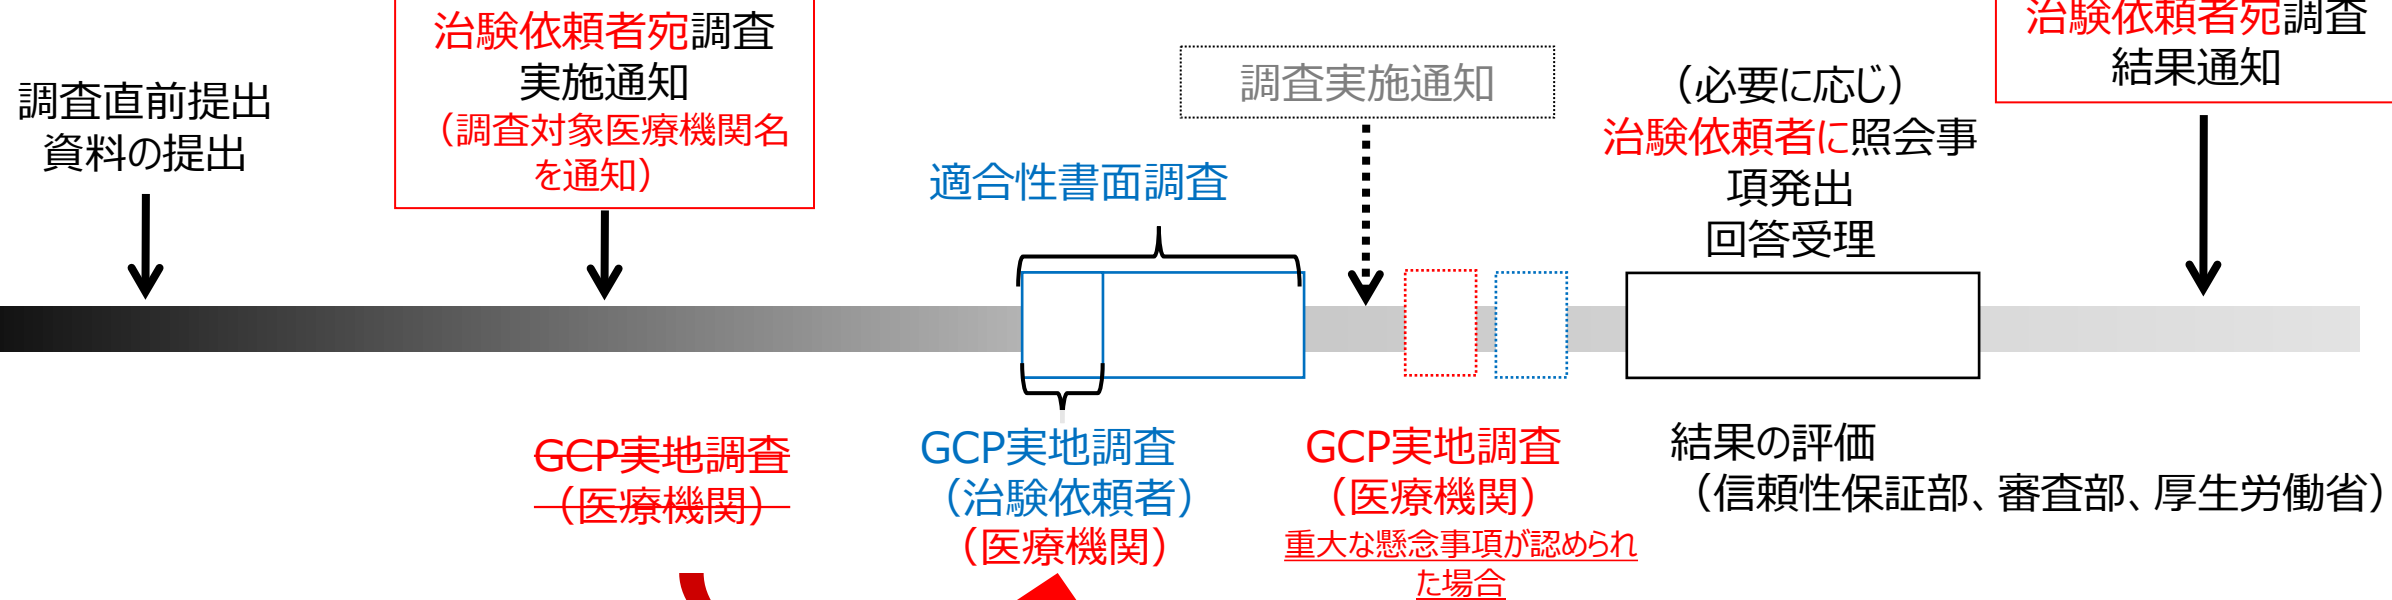 調査直前提出
資料の提出
治験依頼者宛調査
実施通知
（調査対象医療機関名
を通知）
適合性書面調査
調査実施通知
（必要に応じ）
治験依頼者に照会事
項発出
回答受理
治験依頼者宛調査
結果通知
GCP実地調査
（医療機関）
GCP実地調査
（治験依頼者）
（医療機関）
GCP実地調査
（医療機関）
重大な懸念事項が認められ
た場合
結果の評価
（信頼性保証部、審査部、厚生労働省）